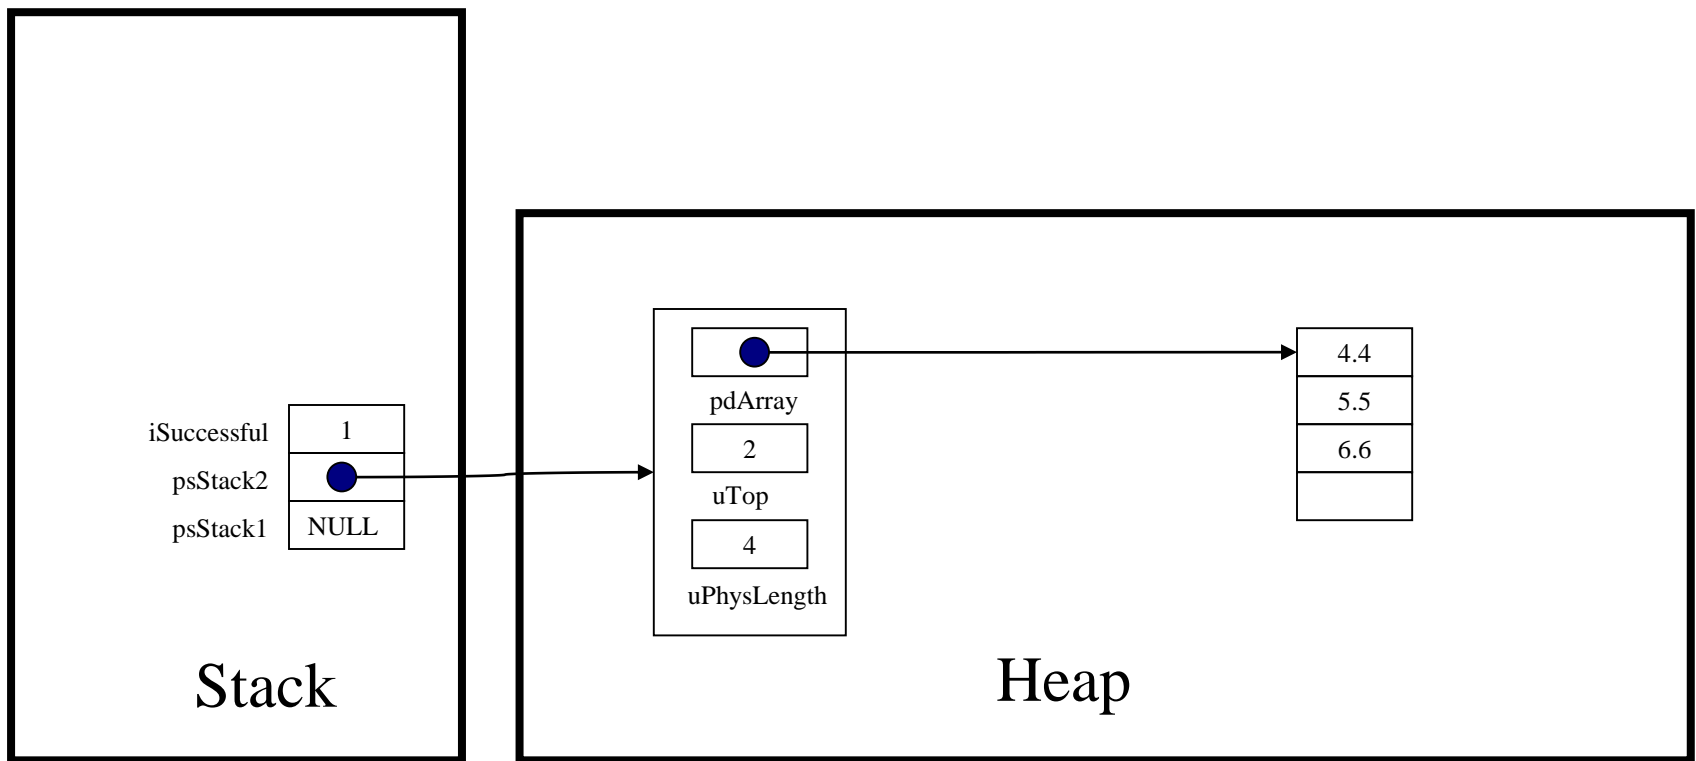 iSuccessful 1
psStack2
psStack1 NULL
Stack
pdArray
2
uTop
4
uPhysLength
4.4
5.5
6.6
Heap